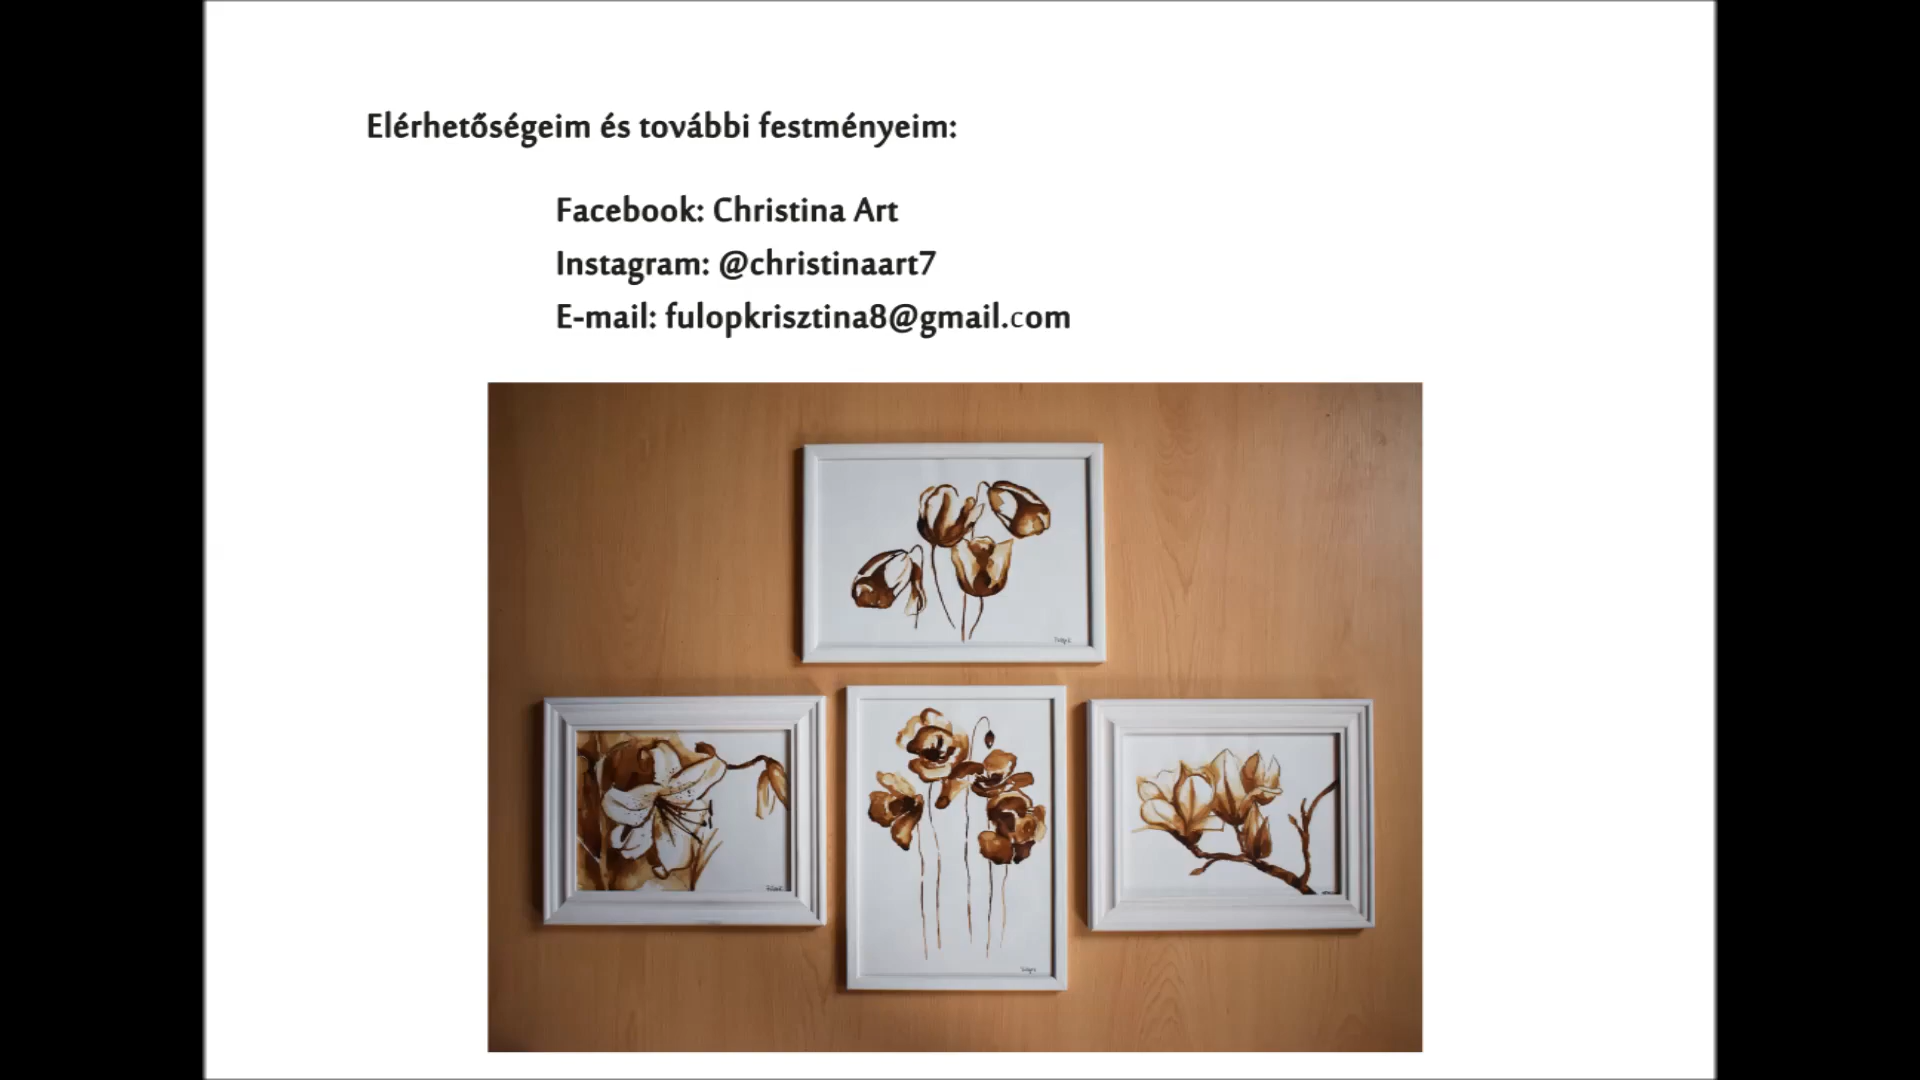 Elérhetőségeim és további festményeim:
Facebook: Christina Art
Instagram: @christinaart7
E-mail: fulopkrisztina8@gmail.com